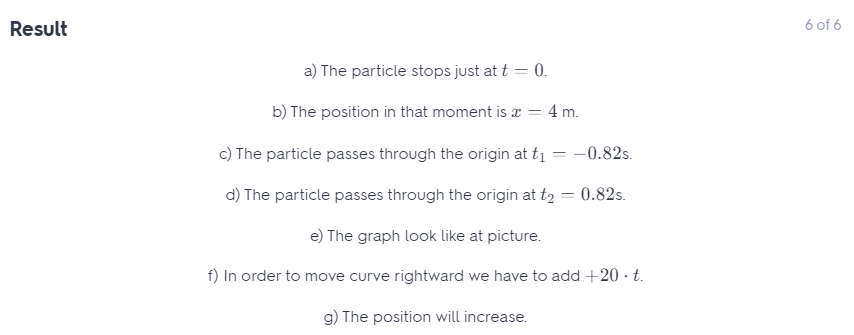 Result
6 of 6
a) The particle stops just at t = 0.
b) The position in that moment is x = 4 m.
c) The particle passes through the origin at t₁ = −0.82s.
d) The particle passes through the origin at t₂ = 0.82s.
e) The graph look like at picture.
f) In order to move curve rightward we have to add +20 · t.
g) The position will increase.